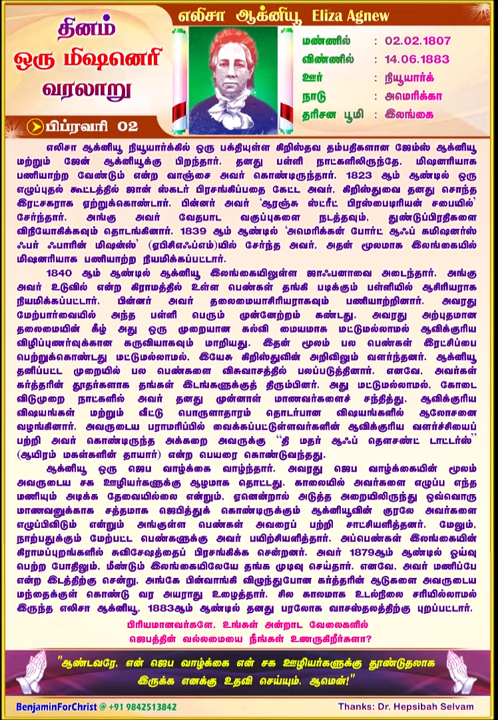 தினம்
ஒரு மிஷனெரி
வரலாறு
பிப்ரவரி 02
எலிசா ஆக்னியூ Eliza Agnew
மண்ணில் : 02.02.1807
விண்ணில் : 14.06.1883
ஊர் : நியூயார்க்
நாடு : அமெரிக்கா
தரிசன பூமி : இலங்கை
எலிசா ஆக்னியூ நியூயார்க்கில் ஒரு பக்தியுள்ள கிறிஸ்தவ தம்பதிகளான ஜேம்ஸ் ஆக்னியூ
மற்றும் ஜேன் ஆக்னியூக்கு பிறந்தார். தனது பள்ளி நாட்களிலிருந்தே, மிஷனரியாக
பணியாற்ற வேண்டும் என்ற வாஞ்சை அவர் கொண்டிருந்தார். 1823 ஆம் ஆண்டில் ஒரு
எழுப்புதல் கூட்டத்தில் ஜான் ஸ்கடர் பிரசங்கிப்பதை கேட்ட அவர், கிறிஸ்துவை தனது சொந்த
இரட்சகராக ஏற்றுக்கொண்டார். பின்னர் அவர் ‘ஆரஞ்சு ஸ்ட்ரீட் பிரஸ்பைடிரியன் சபையில்’
சேர்ந்தார். அங்கு அவர் வேதபாட வகுப்புகளை நடத்தவும், துண்டுப்பிரதிகளை
விநியோகிக்கவும் தொடங்கினார். 1839 ஆம் ஆண்டில் ‘அமெரிக்கன் போர்ட் ஆஃப் கமிஷனர்ஸ்
ஃபர் ஃபாரின் மிஷன்ஸ்’ (ஏபிசிஎஃப்எம்)யில் சேர்ந்த அவர், அதன் மூலமாக இலங்கையில்
மிஷனரியாக பணியாற்ற நியமிக்கப்பட்டார்.
1840 ஆம் ஆண்டில் ஆக்னியூ இலங்கையிலுள்ள ஜாஃபனாவை அடைந்தார். அங்கு
அவர் உடுவில் என்ற கிராமத்தில் உள்ள பெண்கள் தங்கி படிக்கும் பள்ளியில் ஆசிரியராக
நியமிக்கப்பட்டார். பின்னர் அவர் தலைமையாசிரியராகவும் பணியாற்றினார். அவரது
மேற்பார்வையில் அந்த பள்ளி பெரும் முன்னேற்றம் கண்டது. அவரது அற்புதமான
தலைமையின் கீழ் அது ஒரு முறையான கல்வி மையமாக மட்டுமல்லாமல் ஆவிக்குரிய
விழிப்புணர்வுக்கான கருவியாகவும் மாறியது. இதன் மூலம் பல பெண்கள் இரட்சிப்பை
பெற்றுக்கொண்டது மட்டுமல்லாமல், இயேசு கிறிஸ்துவின் அறிவிலும் வளர்ந்தனர். ஆக்னியூ
தனிப்பட்ட முறையில் பல பெண்களை விசுவாசத்தில் பலப்படுத்தினார். எனவே, அவர்கள்
கர்த்தரின் தூதர்களாக தங்கள் இடங்களுக்குத் திரும்பினர். அது மட்டுமல்லாமல், கோடை
விடுமுறை நாட்களில் அவர் தனது முன்னாள் மாணவர்களைச் சந்தித்து, ஆவிக்குரிய
விஷயங்கள் மற்றும் வீட்டு பொருளாதாரம் தொடர்பான விஷயங்களில் ஆலோசனை
வழங்கினார். அவருடைய பராமரிப்பில் வைக்கப்பட்டுள்ளவர்களின் ஆவிக்குரிய வளர்ச்சியைப்
பற்றி அவர் கொண்டிருந்த அக்கறை அவருக்கு “தி மதர் ஆஃப் தௌசண்ட் டாட்டர்ஸ்”
(ஆயிரம் மகள்களின் தாயார்) என்ற பெயரை கொண்டுவந்தது.
ஆக்னியூ ஒரு ஜெப வாழ்க்கை வாழ்ந்தார். அவரது ஜெப வாழ்க்கையின் மூலம்
அவருடைய சக ஊழியர்களுக்கு ஆழமாக தொட்டது. காலையில் அவர்களை எழுப்ப எந்த
மணியும் அடிக்க தேவையில்லை என்றும், ஏனென்றால் அடுத்த அறையிலிருந்து ஒவ்வொரு
மாணவனுக்காக சத்தமாக ஜெபித்துக் கொண்டிருக்கும் ஆக்னியூவின் குரலே அவர்களை
எழுப்பிவிடும் என்றும் அங்குள்ள பெண்கள் அவரைப் பற்றி சாட்சியளித்தனர். மேலும்,
நாற்பதுக்கும் மேற்பட்ட பெண்களுக்கு அவர் பயிற்சியளித்தார். அப்பெண்கள் இலங்கையின்
கிராமப்புறங்களில் சுவிசேஷத்தைப் பிரசங்கிக்க சென்றனர். அவர் 1879ஆம் ஆண்டில் ஓய்வு
பெற்ற போதிலும், மீண்டும் இலங்கையிலேயே தங்க முடிவு செய்தார். எனவே, அவர் மணிப்பே
என்ற இடத்திற்கு சென்று, அங்கே பின்வாங்கி விழுந்துபோன கர்த்தரின் ஆடுகளை அவருடைய
மந்தைக்குள் கொண்டு வர அயராது உழைத்தார். சில காலமாக உடல்நிலை சரியில்லாமல்
இருந்த எலிசா ஆக்னியூ, 1883ஆம் ஆண்டில் தனது பரலோக வாசஸ்தலத்திற்கு புறப்பட்டார்.
பிரியமானவர்களே, உங்கள் அன்றாட வேலைகளில்
ஜெபத்தின் வல்லமையை நீங்கள் உணருகிறீர்களா?
"ஆண்டவரே, என் ஜெப வாழ்க்கை என் சக ஊழியர்களுக்கு தூண்டுதலாக
இருக்க எனக்கு உதவி செய்யும். ஆமென்!"
BenjaminForChrist @ +91 9842513842
Thanks: Dr. Hepsibah Selvam